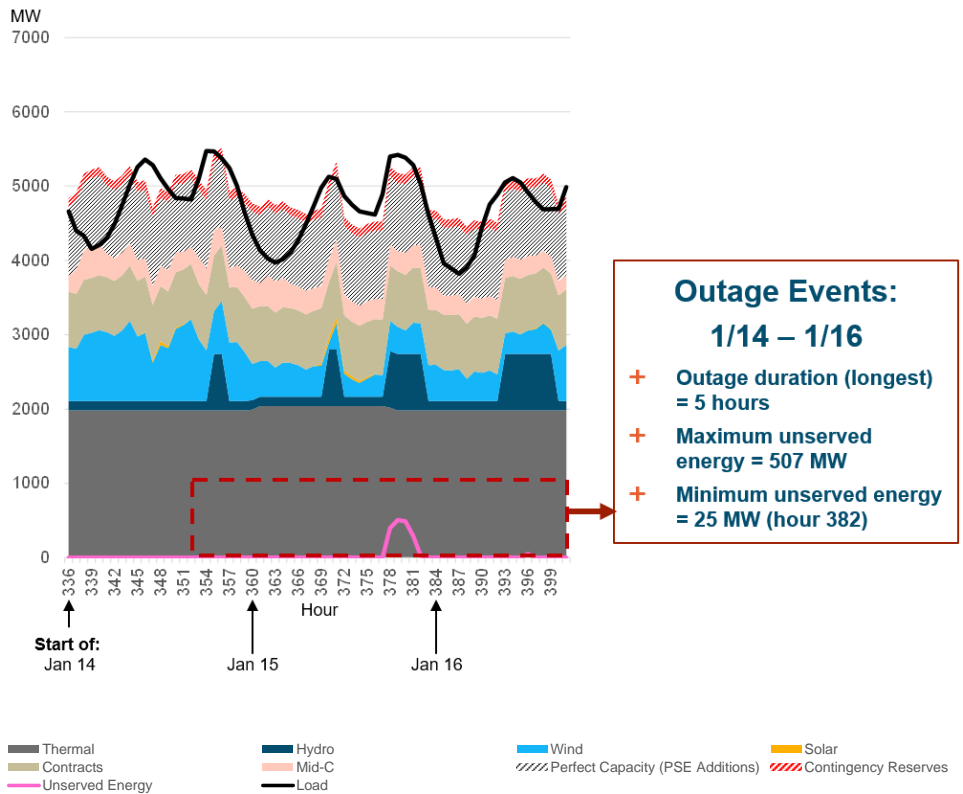 MW
7000
6000
5000
4000
3000
2000
1000
0
336
339
342
345
348
351
354
357
360
363
366
369
372
375
378
381
384
387
390
393
396
399
Hour
Start of:
Jan 14
Jan 15
Jan 16
Outage Events:
1/14 – 1/16
+ Outage duration (longest)
= 5 hours
+ Maximum unserved
energy = 507 MW
+ Minimum unserved energy
= 25 MW (hour 382)
Thermal
Hydro
Wind
Solar
Contracts
Mid-C
Perfect Capacity (PSE Additions)
Contingency Reserves
Unserved Energy
Load